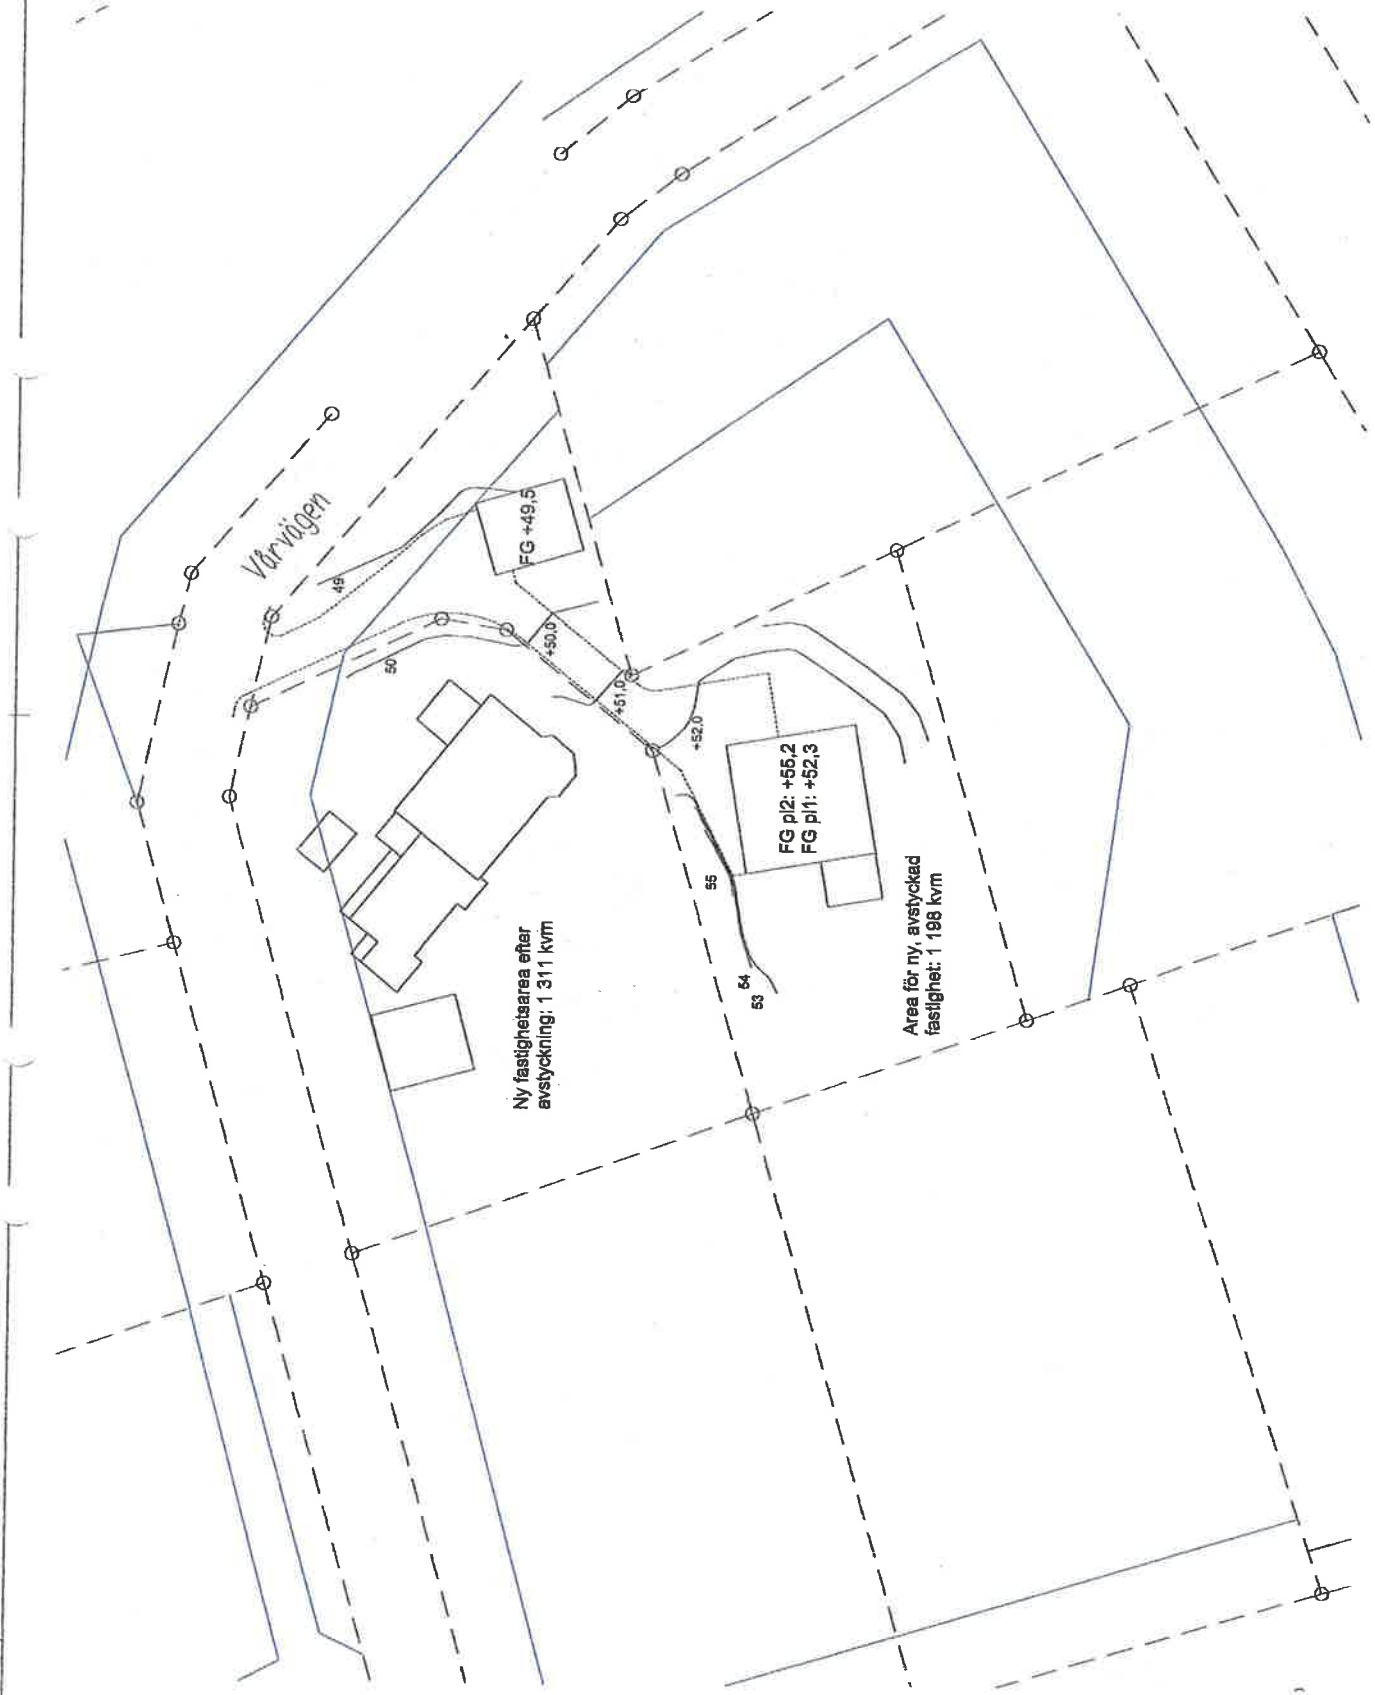 Vårvägen
49
50
FG +49,5
+50,0
+51,0
+52,0
FG pl2: +55,2
FG pl1: +52,3
55
54
53
Ny fastighetsarea efter
avstyckning: 1 311 kvm
Area för ny, avstyckad
fastighet: 1 198 kvm